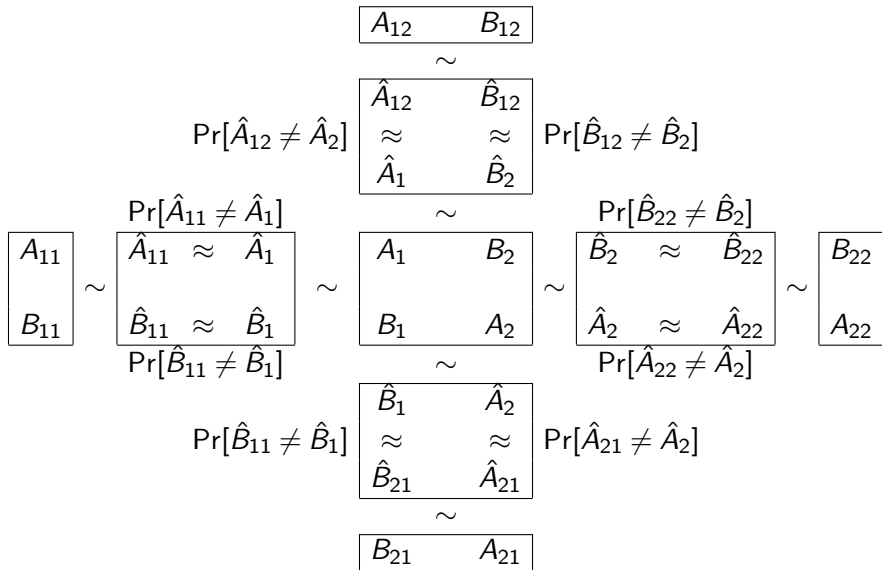 A₁₂ B₁₂
∼
Â₁₂ B̂₁₂
Pr[Â₁₂ ≠ Â₂] ≈ ≈ Pr[B̂₁₂ ≠ B̂₂]
Â₁ B̂₂
Pr[Â₁₁ ≠ Â₁] ∼ Pr[B̂₂₂ ≠ B̂₂]
A₁₁ Â₁₁ ≈ Â₁ A₁ B₂ B̂₂ ≈ B̂₂₂ B₂₂
∼ ∼ ∼ ∼
B₁₁ B̂₁₁ ≈ B̂₁ B₁ A₂ Â₂ ≈ Â₂₂ A₂₂
Pr[B̂₁₁ ≠ B̂₁] ∼ Pr[Â₂₂ ≠ Â₂]
B̂₁ Â₂
Pr[B̂₁₁ ≠ B̂₁] ≈ ≈ Pr[Â₂₁ ≠ Â₂]
B̂₂₁ Â₂₁
∼
B₂₁ A₂₁